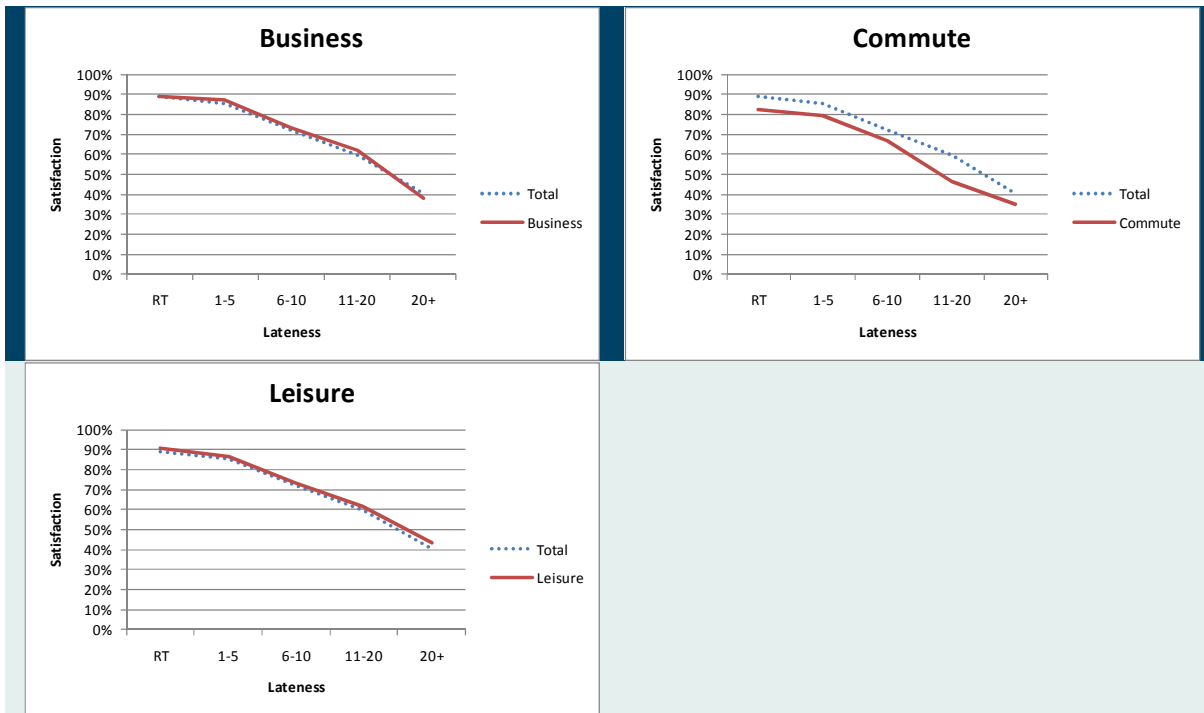 Business
100%
90%
80%
70%
60%
50%
40%
30%
20%
10%
0%
Satisfaction
RT 1-5 6-10 11-20 20+
Lateness
Total
Business
Commute
100%
90%
80%
70%
60%
50%
40%
30%
20%
10%
0%
Satisfaction
RT 1-5 6-10 11-20 20+
Lateness
Total
Commute
Leisure
100%
90%
80%
70%
60%
50%
40%
30%
20%
10%
0%
Satisfaction
RT 1-5 6-10 11-20 20+
Lateness
Total
Leisure